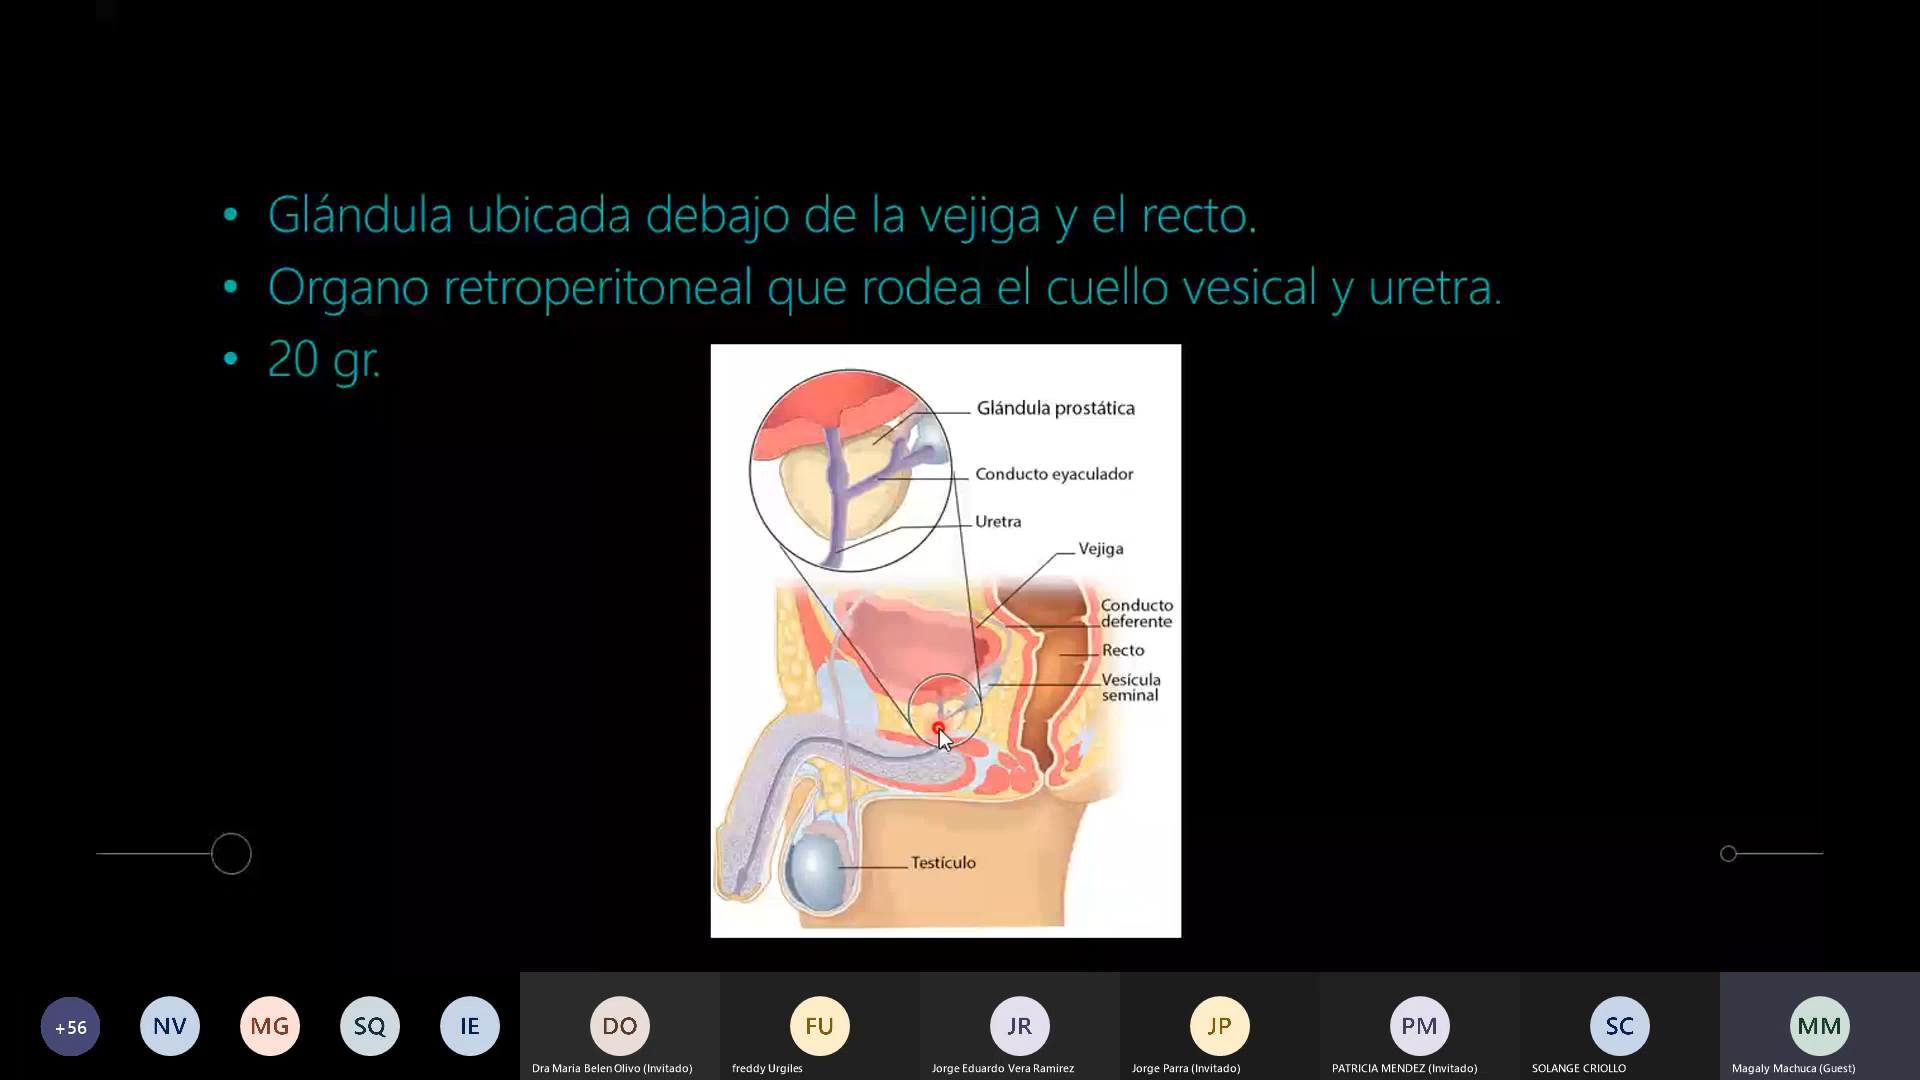 • Glándula ubicada debajo de la vejiga y el recto.
• Organo retroperitoneal que rodea el cuello vesical y uretra.
• 20 gr.
Glándula prostática
Conducto eyaculador
Uretra
Vejiga
Conducto
deferente
Recto
Vesícula
seminal
Testículo
+56
NV
MG
SQ
IE
DO
FU
JR
JP
PM
SC
MM
Dra Maria Belen Olivo (Invitado)
freddy Urgiles
Jorge Eduardo Vera Ramirez
Jorge Parra (Invitado)
PATRICIA MENDEZ (Invitado)
SOLANGE CRIOLLO
Magaly Machuca (Guest)